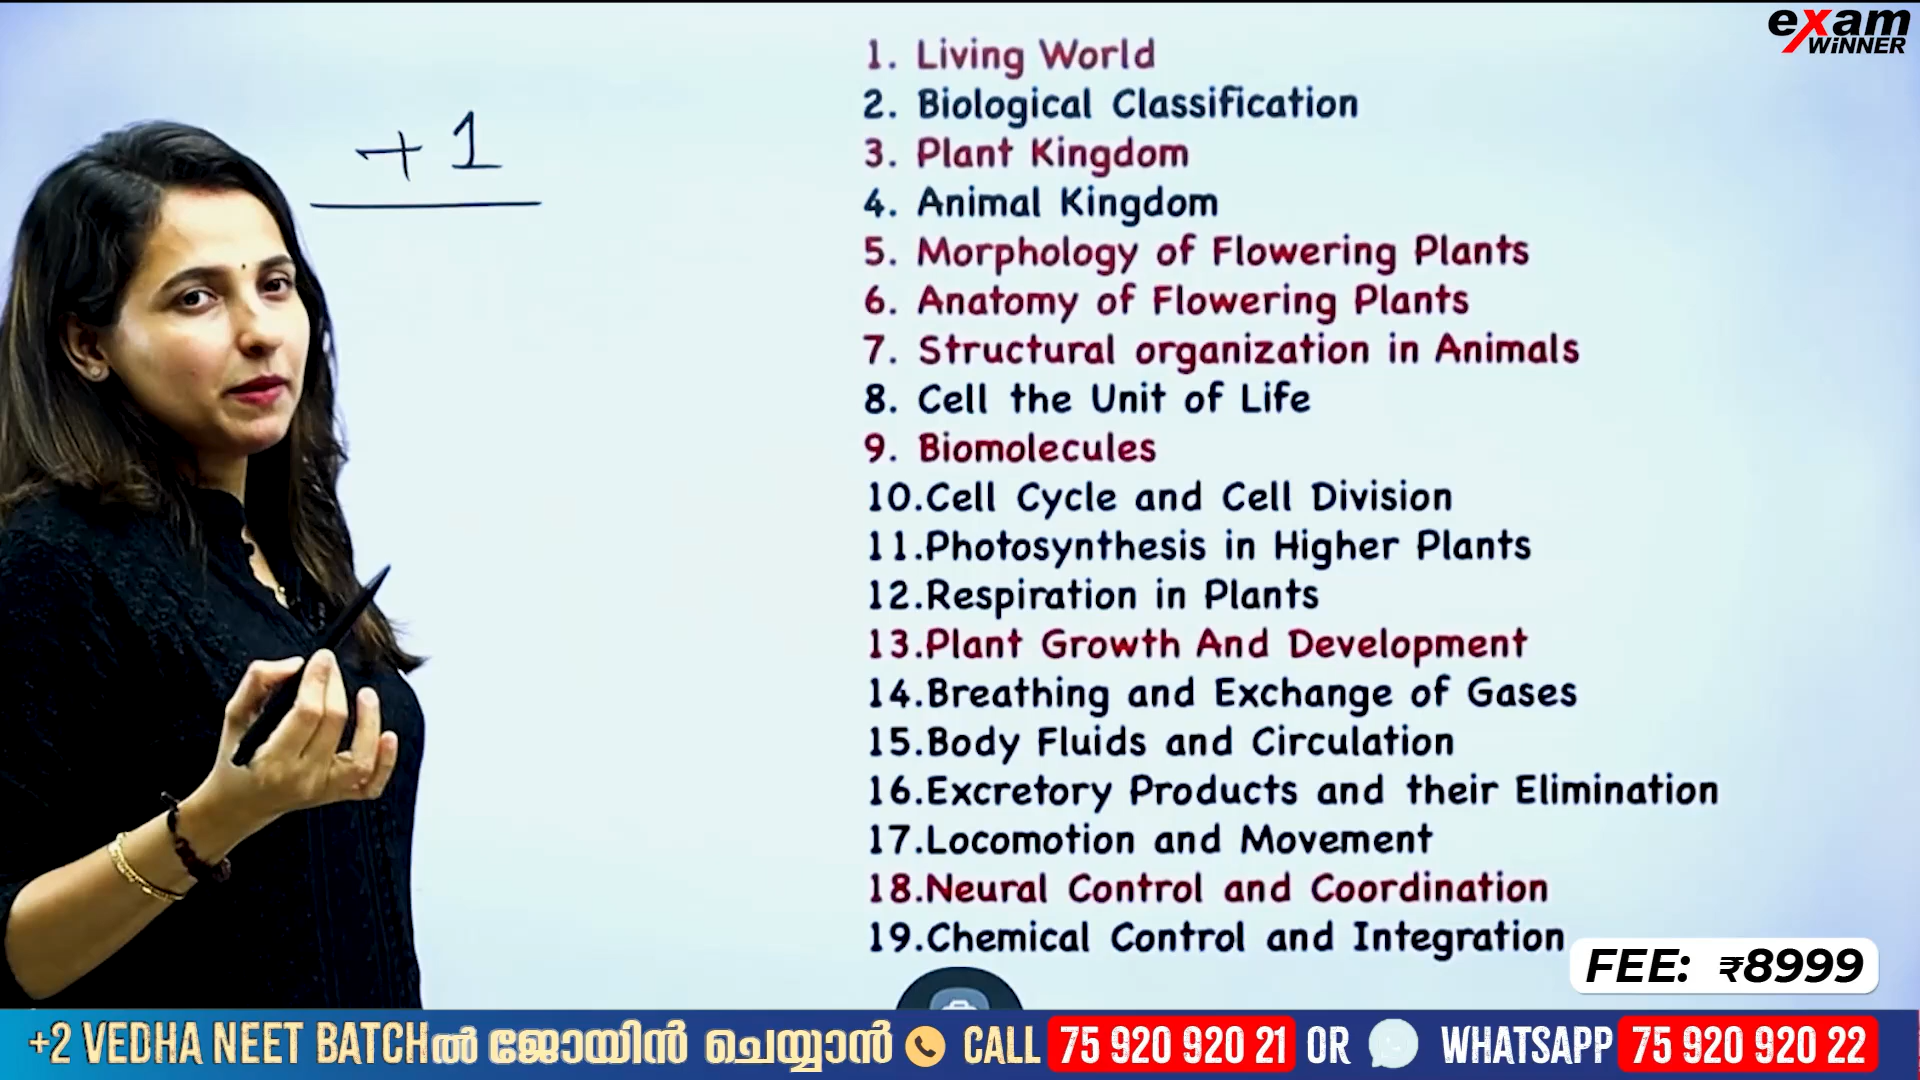 exam
WiNNER
+1
1. Living World
2. Biological Classification
3. Plant Kingdom
4. Animal Kingdom
5. Morphology of Flowering Plants
6. Anatomy of Flowering Plants
7. Structural organization in Animals
8. Cell the Unit of Life
9. Biomolecules
10.Cell Cycle and Cell Division
11.Photosynthesis in Higher Plants
12.Respiration in Plants
13.Plant Growth And Development
14.Breathing and Exchange of Gases
15.Body Fluids and Circulation
16.Excretory Products and their Elimination
17.Locomotion and Movement
18.Neural Control and Coordination
19.Chemical Control and Integration
FEE: ₹8999
+2 VEDHA NEET BATCHൽ ജോയിൻ ചെയ്യാൻ CALL 75 920 920 21 OR WHATSAPP 75 920 920 22